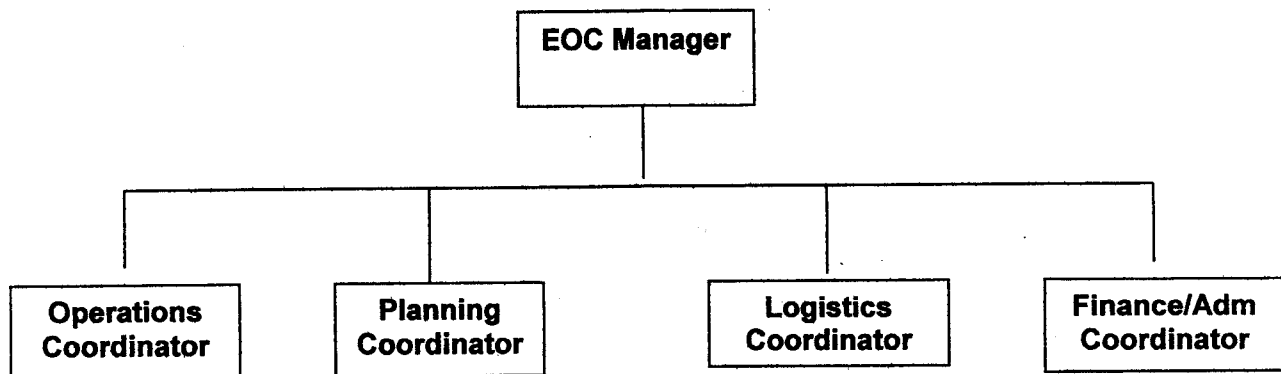 EOC Manager
Operations
Coordinator
Planning
Coordinator
Logistics
Coordinator
Finance/Adm
Coordinator